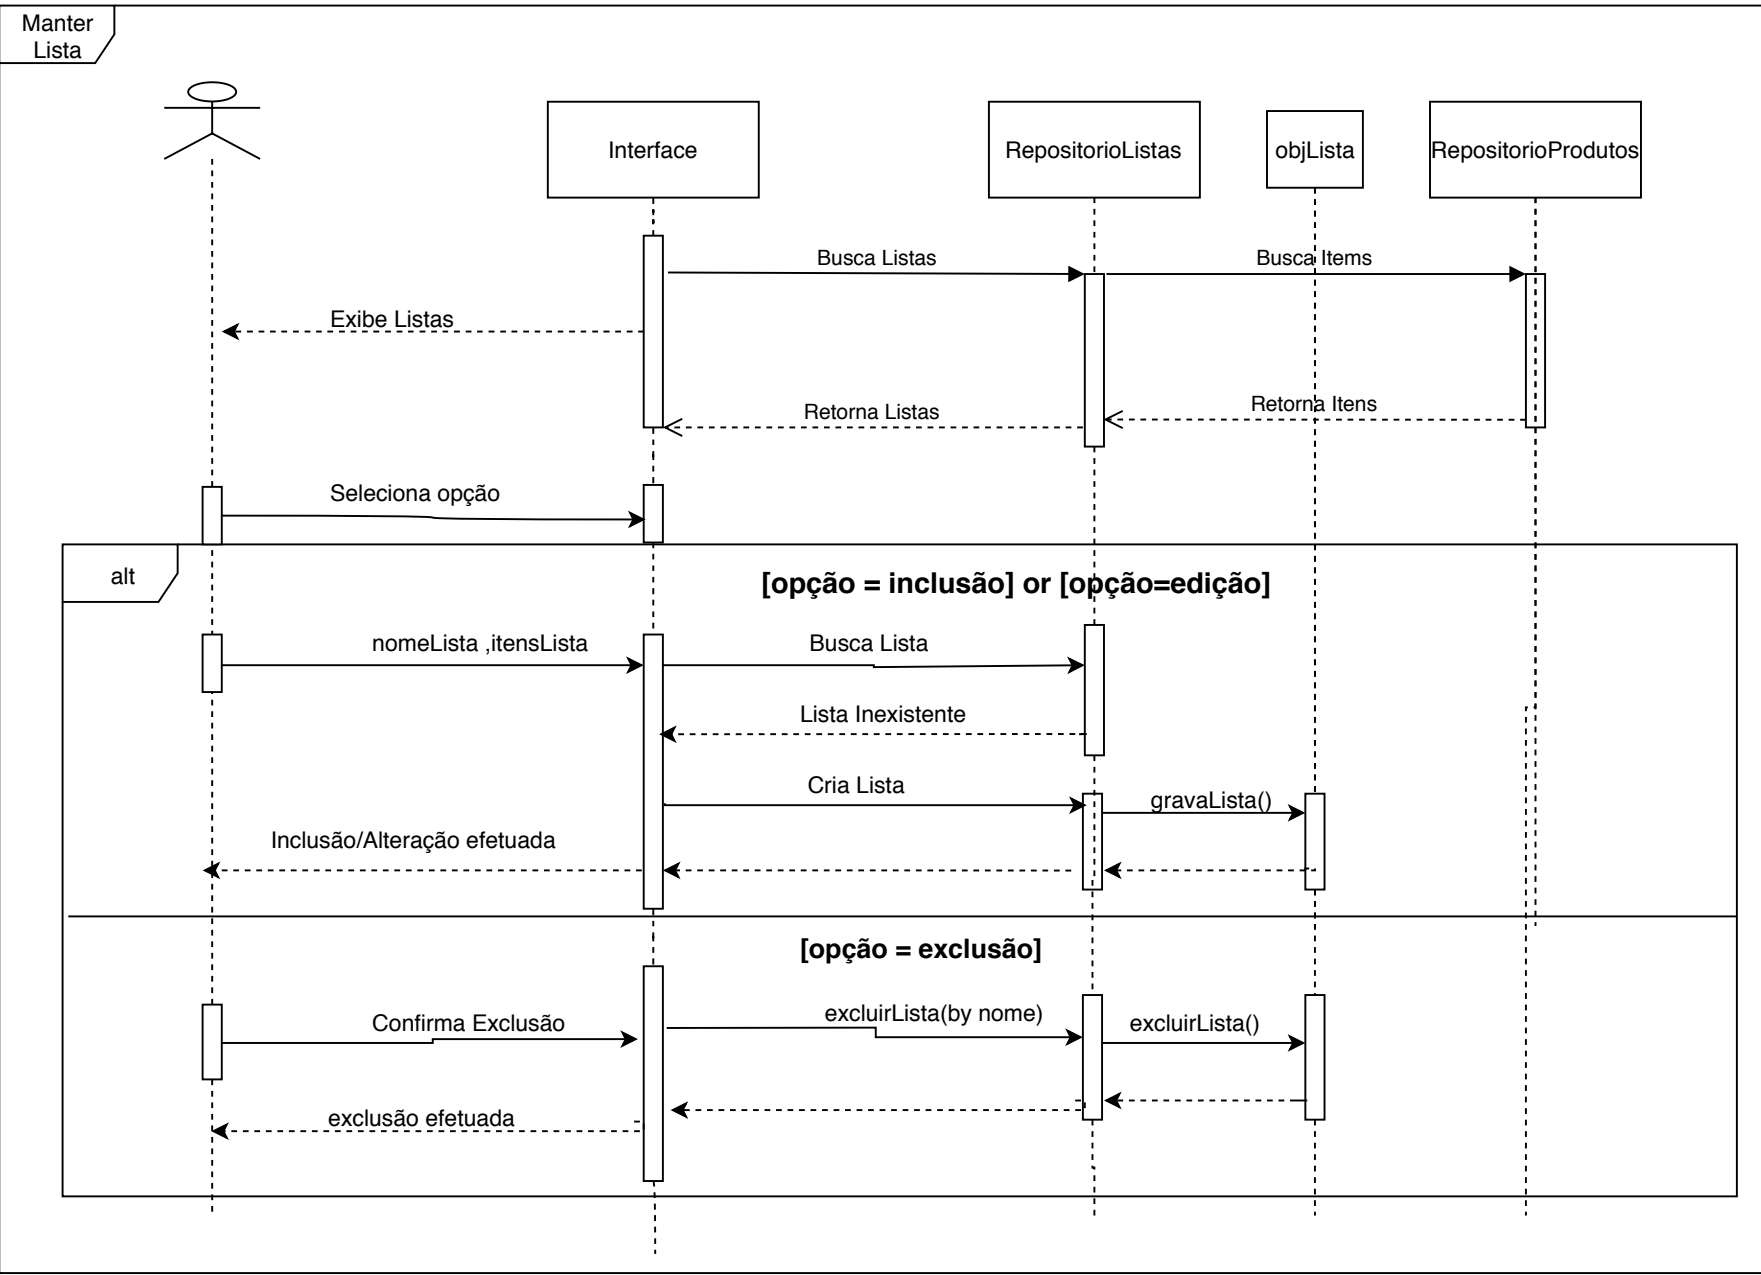 Manter
Lista
Interface
RepositorioListas
objLista
RepositorioProdutos
Busca Listas
Busca Items
Exibe Listas
Retorna Listas
Retorna Itens
Seleciona opção
alt
[opção = inclusão] or [opção=edição]
nomeLista ,itensLista
Busca Lista
Lista Inexistente
Cria Lista
gravaLista()
Inclusão/Alteração efetuada
[opção = exclusão]
Confirma Exclusão
excluirLista(by nome)
excluirLista()
exclusão efetuada